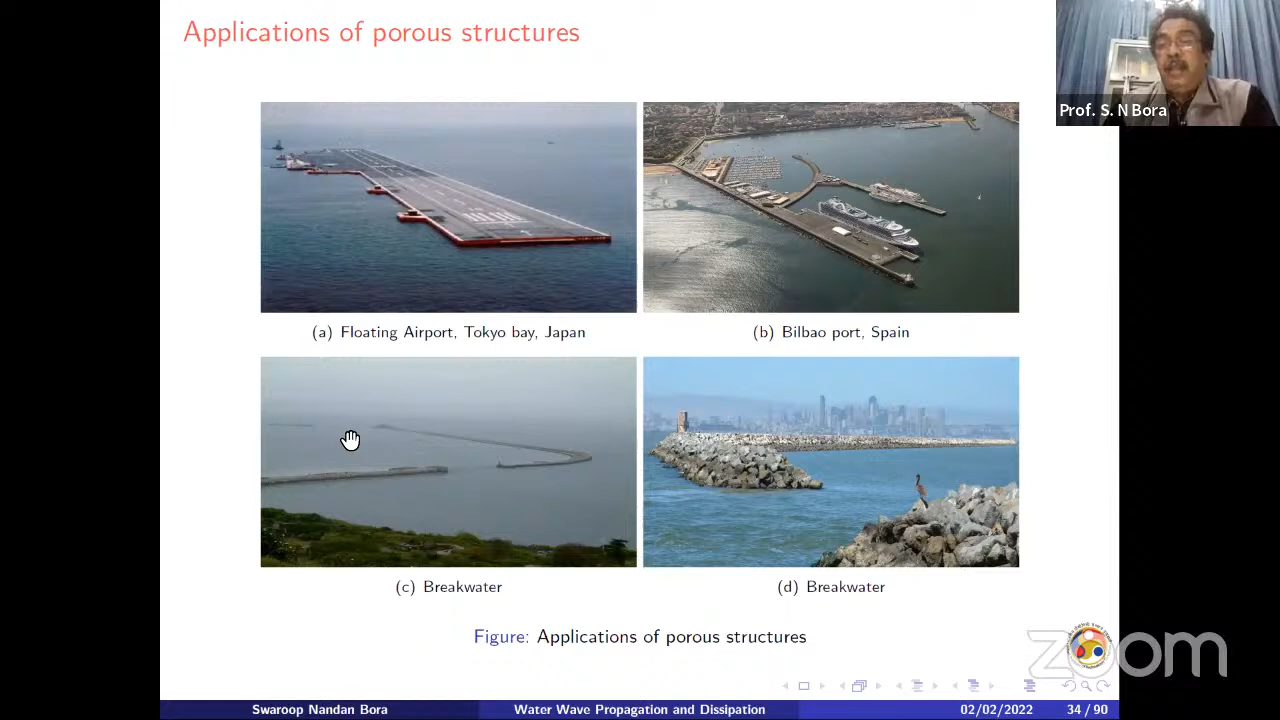 Applications of porous structures
Prof. S. N Bora
(a) Floating Airport, Tokyo bay, Japan
(b) Bilbao port, Spain
(c) Breakwater
(d) Breakwater
Figure: Applications of porous structures
zoom
Swaroop Nandan Bora
Water Wave Propagation and Dissipation
02/02/2022
34 / 90